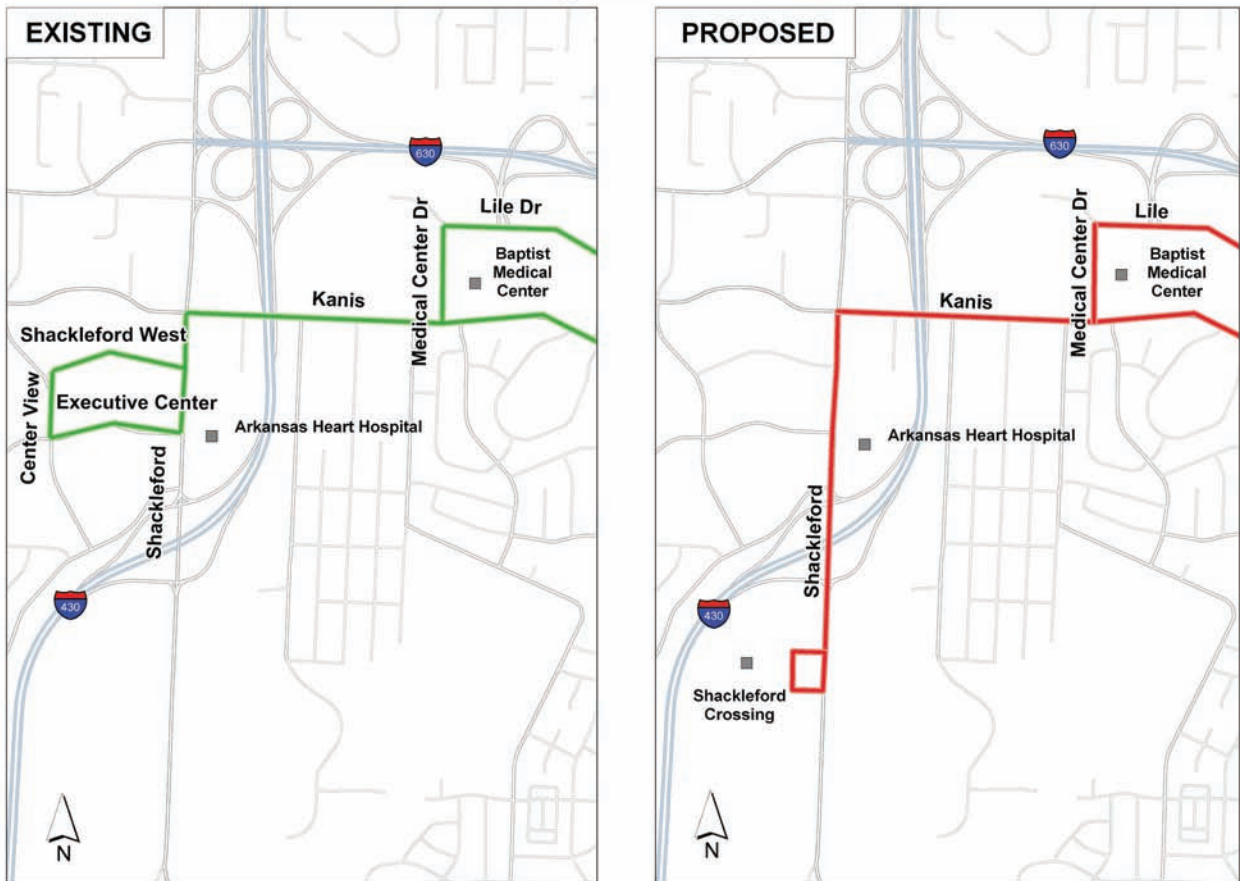 EXISTING
630
Medical Center Dr
Lile Dr
Baptist
Medical
Center
Kanis
Shackleford West
Center View
Executive Center
Arkansas Heart Hospital
Shackleford
430
N
PROPOSED
630
Medical Center Dr
Lile
Baptist
Medical
Center
Kanis
Arkansas Heart Hospital
Shackleford
430
Shackleford
Crossing
N